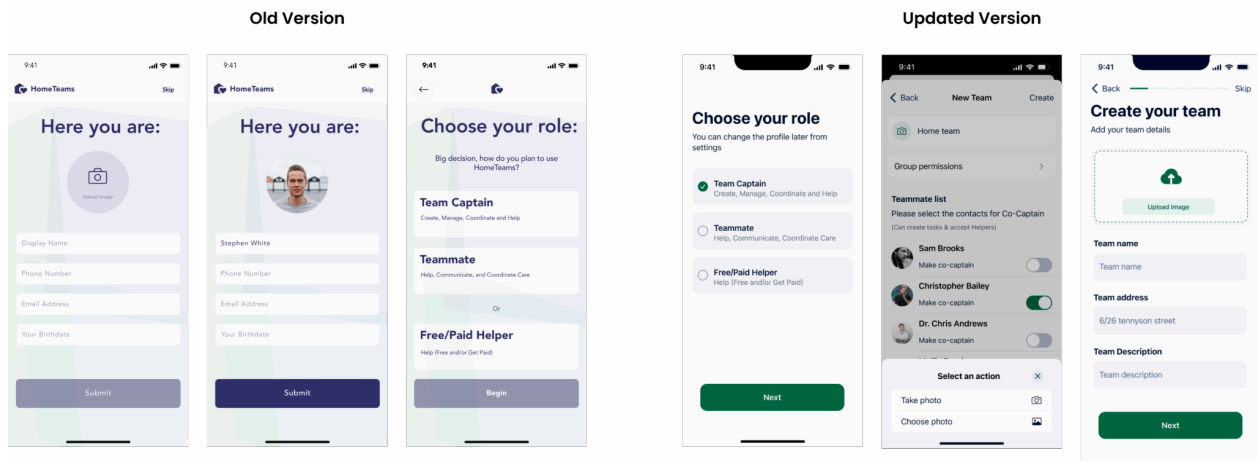 Old Version
Updated Version
9:41
HomeTeams
Skip
Here you are:
Upload Image
Display Name
Phone Number
Email Address
Your Birthdate
Submit
9:41
HomeTeams
Skip
Here you are:
Stephen White
Phone Number
Email Address
Your Birthdate
Submit
9:41
Choose your role:
Big decision, how do you plan to use
HomeTeams?
Team Captain
Create, Manage, Coordinate and Help
Teammate
Help, Communicate, and Coordinate Care
Or
Free/Paid Helper
Help (Free and/or Get Paid)
Begin
9:41
Choose your role
You can change the profile later from
settings
Team Captain
Create, Manage, Coordinate and Help
Teammate
Help, Communicate, Coordinate Care
Free/Paid Helper
Help (Free and/or Get Paid)
Next
9:41
Back
New Team
Create
Home team
Group permissions
Teammate list
Please select the contacts for Co-Captain
(Can create tasks & accept Helpers)
Sam Brooks
Make co-captain
Christopher Bailey
Make co-captain
Dr. Chris Andrews
Make co-captain
Select an action
Take photo
Choose photo
9:41
Back
Skip
Create your team
Add your team details
Upload image
Team name
Team name
Team address
6/26 tennyson street
Team Description
Team description
Next